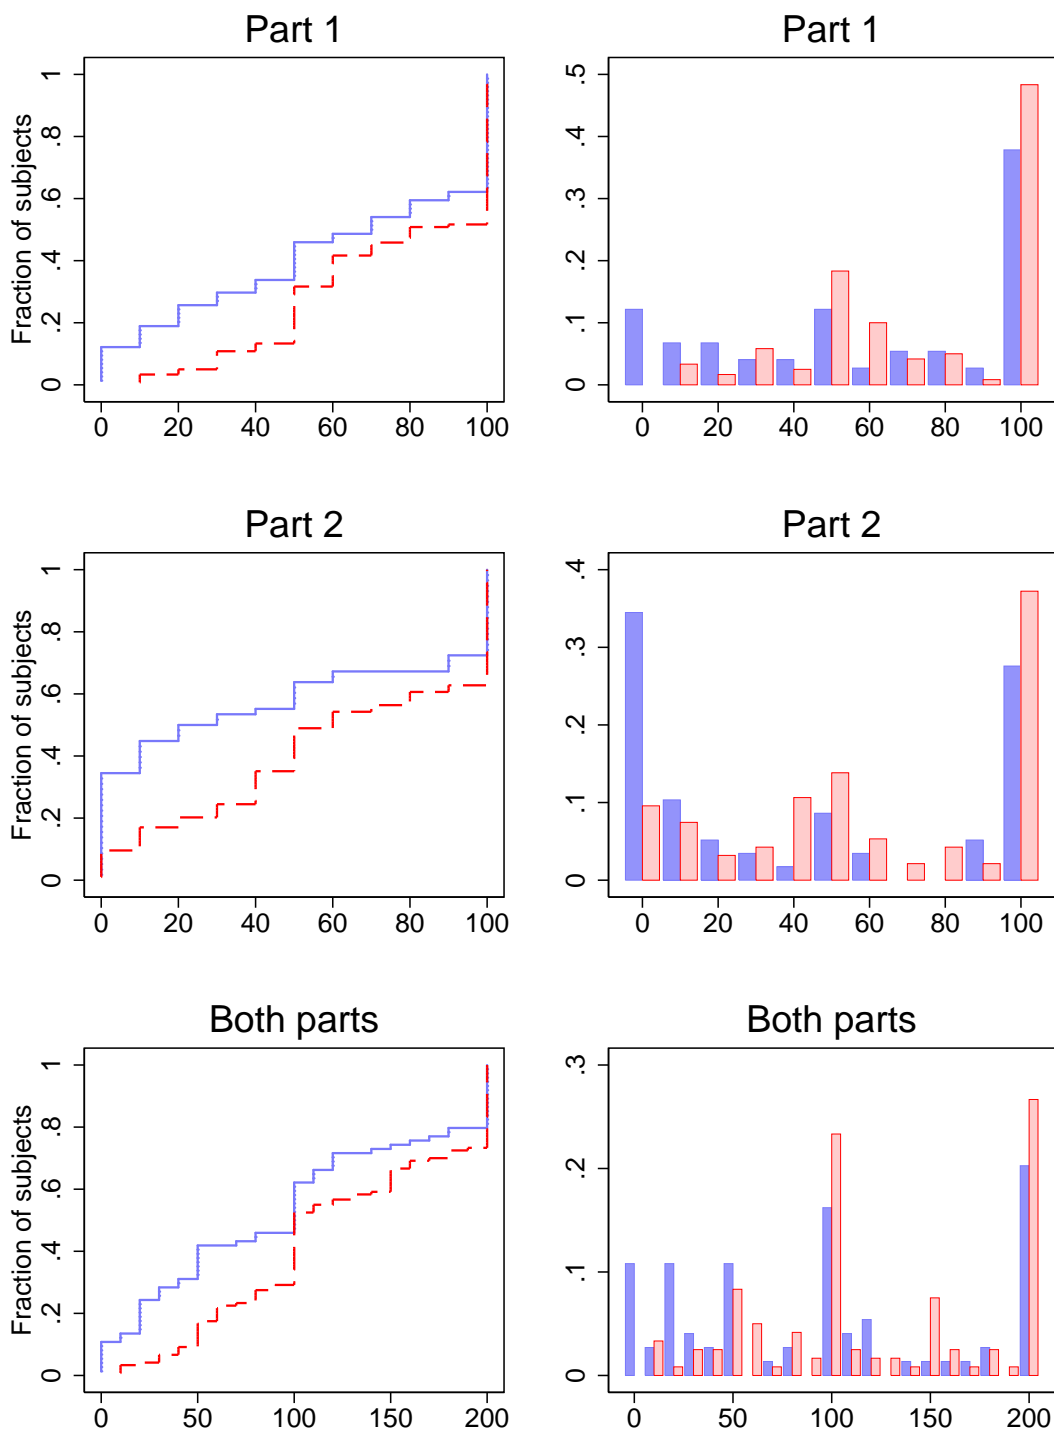 Part 1
Fraction of subjects
0 .2 .4 .6 .8 1
0 20 40 60 80 100
Part 1
0 .1 .2 .3 .4 .5
0 20 40 60 80 100
Part 2
Fraction of subjects
0 .2 .4 .6 .8 1
0 20 40 60 80 100
Part 2
0 .1 .2 .3 .4
0 20 40 60 80 100
Both parts
Fraction of subjects
0 .2 .4 .6 .8 1
0 50 100 150 200
Both parts
0 .1 .2 .3
0 50 100 150 200